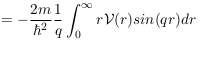 $= -\frac{2m}{\hbar^2} \frac{1}{q} \int_0^\infty r\mathcal{V}(r)sin(qr)dr$